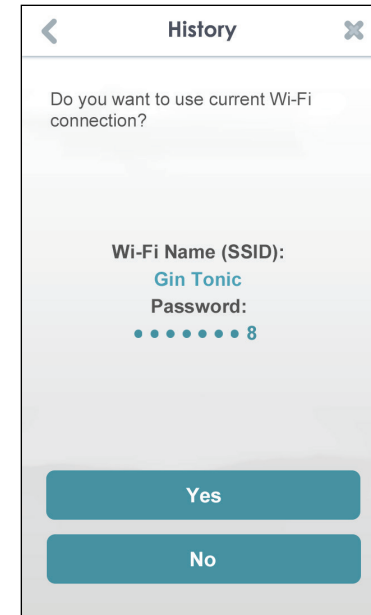 History
Do you want to use current Wi-Fi
connection?
Wi-Fi Name (SSID):
Gin Tonic
Password:
●●●●●●● 8
Yes
No